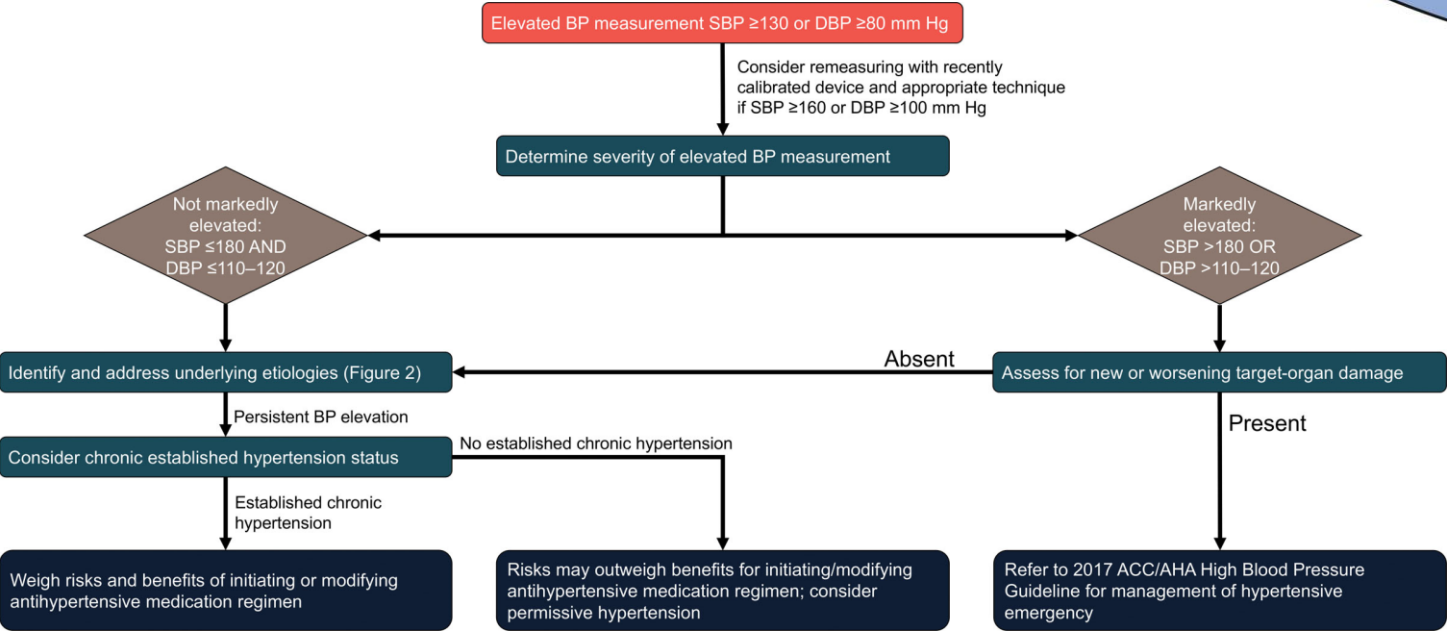 Elevated BP measurement SBP ≥130 or DBP ≥80 mm Hg
Consider remeasuring with recently
calibrated device and appropriate technique
if SBP ≥160 or DBP ≥100 mm Hg
Determine severity of elevated BP measurement
Not markedly
elevated:
SBP ≤180 AND
DBP ≤110–120
Markedly
elevated:
SBP >180 OR
DBP >110–120
Identify and address underlying etiologies (Figure 2)
Absent
Assess for new or worsening target-organ damage
Persistent BP elevation
Present
Consider chronic established hypertension status
No established chronic hypertension
Established chronic
hypertension
Weigh risks and benefits of initiating or modifying
antihypertensive medication regimen
Risks may outweigh benefits for initiating/modifying
antihypertensive medication regimen; consider
permissive hypertension
Refer to 2017 ACC/AHA High Blood Pressure
Guideline for management of hypertensive
emergency